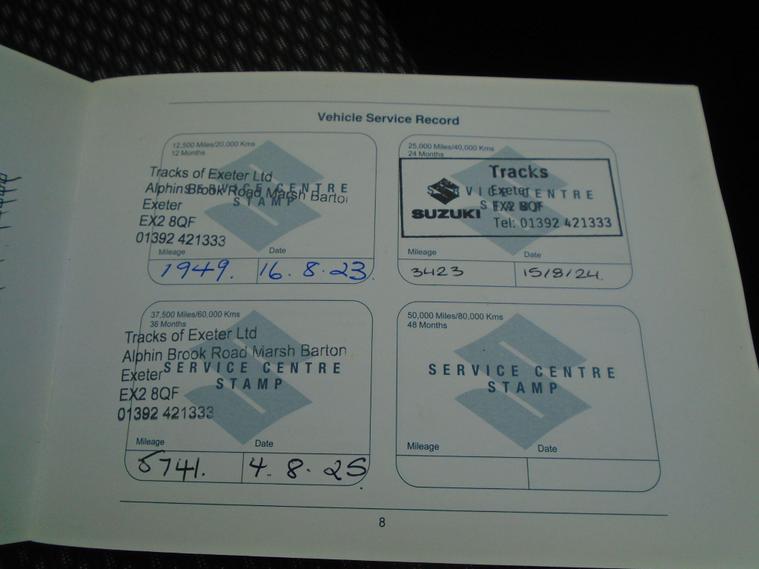 Vehicle Service Record
12,500 Miles/20,000 Kms
12 Months
SERVICE CENTRE
STAMP
Tracks of Exeter Ltd
Alphin Brook Road Marsh Barton
Exeter
EX2 8QF
01392 421333
Mileage Date
1949. 16.8.23.
25,000 Miles/40,000 Kms
24 Months
SERVICE CENTRE
STAMP
Tracks
Exeter
EX2 8QF
SUZUKI
Tel: 01392 421333
Mileage Date
3423 15/8/24.
37,500 Miles/60,000 Kms
36 Months
Tracks of Exeter Ltd
Alphin Brook Road Marsh Barton
Exeter
SERVICE CENTRE
STAMP
EX2 8QF
01392 421333
Mileage Date
5741. 4.8.25.
50,000 Miles/80,000 Kms
48 Months
SERVICE CENTRE
STAMP
Mileage Date
8